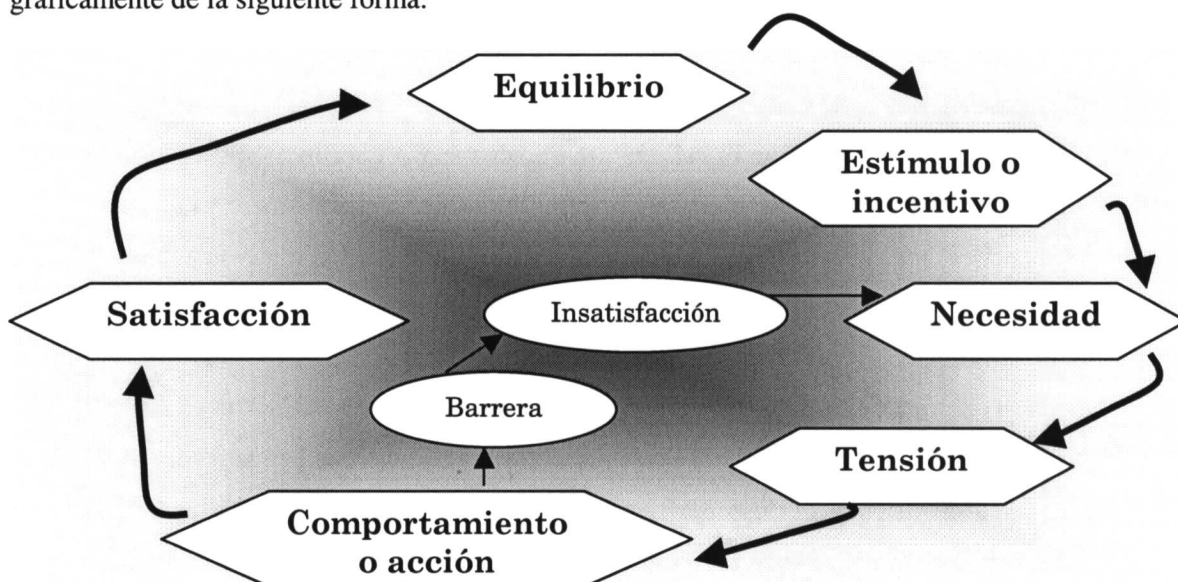 gráficamente de la siguiente forma:
Equilibrio
Estímulo o
incentivo
Satisfacción
Insatisfacción
Necesidad
Barrera
Tensión
Comportamiento
o acción